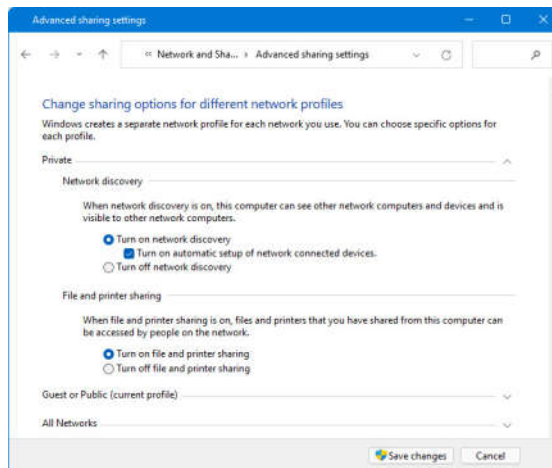 Advanced sharing settings
« Network and Sha... › Advanced sharing settings
Change sharing options for different network profiles
Windows creates a separate network profile for each network you use. You can choose specific options for
each profile.
Private
Network discovery
When network discovery is on, this computer can see other network computers and devices and is
visible to other network computers.
Turn on network discovery
Turn on automatic setup of network connected devices.
Turn off network discovery
File and printer sharing
When file and printer sharing is on, files and printers that you have shared from this computer can
be accessed by people on the network.
Turn on file and printer sharing
Turn off file and printer sharing
Guest or Public (current profile)
All Networks
Save changes Cancel